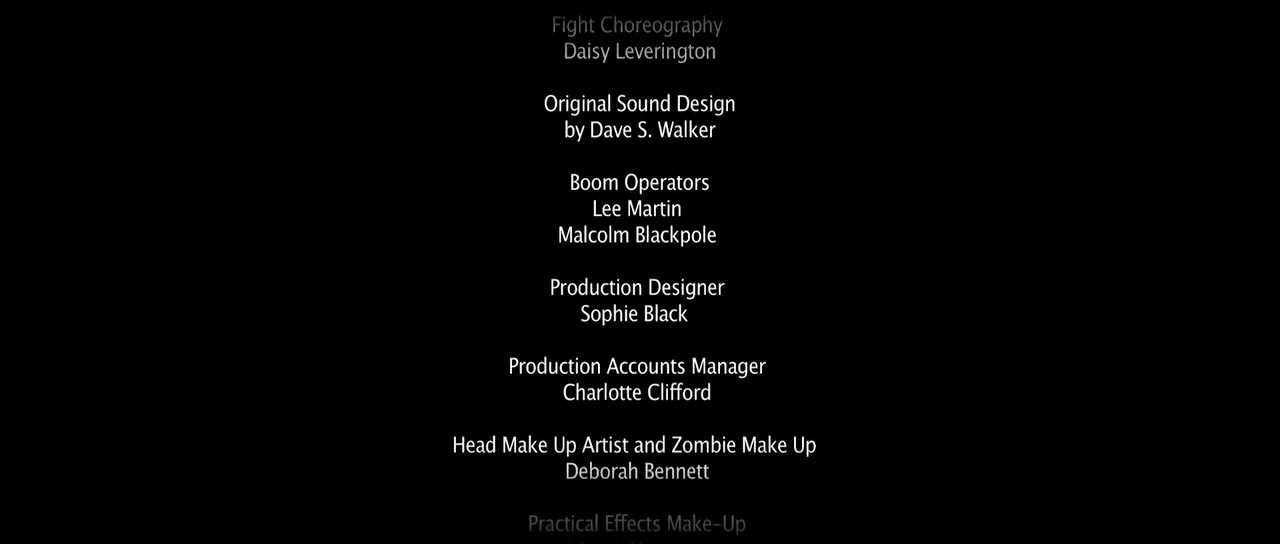 Fight Choreography
Daisy Leverington
Original Sound Design
by Dave S. Walker
Boom Operators
Lee Martin
Malcolm Blackpole
Production Designer
Sophie Black
Production Accounts Manager
Charlotte Clifford
Head Make Up Artist and Zombie Make Up
Deborah Bennett
Practical Effects Make-Up